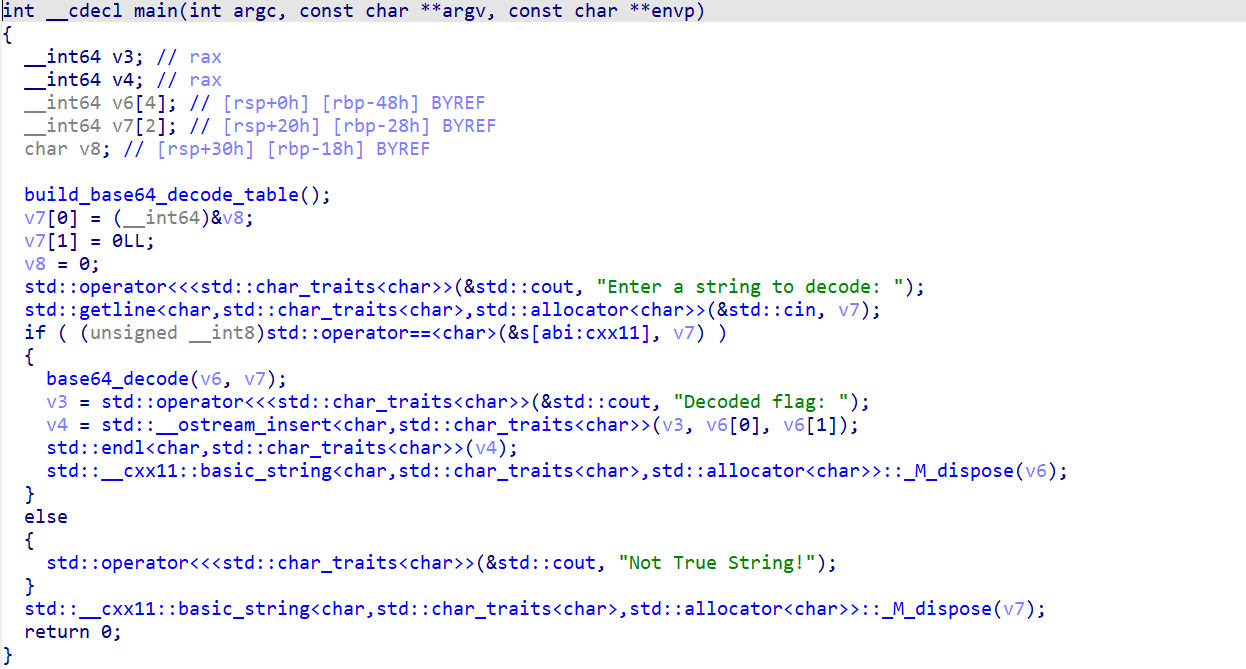 int __cdecl main(int argc, const char **argv, const char **envp)
{
  __int64 v3; // rax
  __int64 v4; // rax
  __int64 v6[4]; // [rsp+0h] [rbp-48h] BYREF
  __int64 v7[2]; // [rsp+20h] [rbp-28h] BYREF
  char v8; // [rsp+30h] [rbp-18h] BYREF

  build_base64_decode_table();
  v7[0] = (__int64)&v8;
  v7[1] = 0LL;
  v8 = 0;
  std::operator<<<std::char_traits<char>>(&std::cout, "Enter a string to decode: ");
  std::getline<char,std::char_traits<char>,std::allocator<char>>(&std::cin, v7);
  if ( (unsigned __int8)std::operator==<char>(&s[abi:cxx11], v7) )
  {
    base64_decode(v6, v7);
    v3 = std::operator<<<std::char_traits<char>>(&std::cout, "Decoded flag: ");
    v4 = std::__ostream_insert<char,std::char_traits<char>>(v3, v6[0], v6[1]);
    std::endl<char,std::char_traits<char>>(v4);
    std::__cxx11::basic_string<char,std::char_traits<char>,std::allocator<char>>::_M_dispose(v6);
  }
  else
  {
    std::operator<<<std::char_traits<char>>(&std::cout, "Not True String!");
  }
  std::__cxx11::basic_string<char,std::char_traits<char>,std::allocator<char>>::_M_dispose(v7);
  return 0;
}